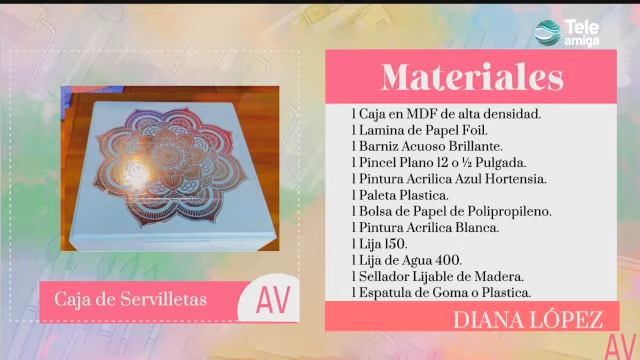 Tele
amiga
Materiales
1 Caja en MDF de alta densidad.
1 Lamina de Papel Foil.
1 Barniz Acuoso Brillante.
1 Pincel Plano 12 o ½ Pulgada.
1 Pintura Acrilica Azul Hortensia.
1 Paleta Plastica.
1 Bolsa de Papel de Polipropileno.
1 Pintura Acrilica Blanca.
1 Lija 150.
1 Lija de Agua 400.
1 Sellador Lijable de Madera.
1 Espatula de Goma o Plastica.
Caja de Servilletas
AV
DIANA LÓPEZ
AV